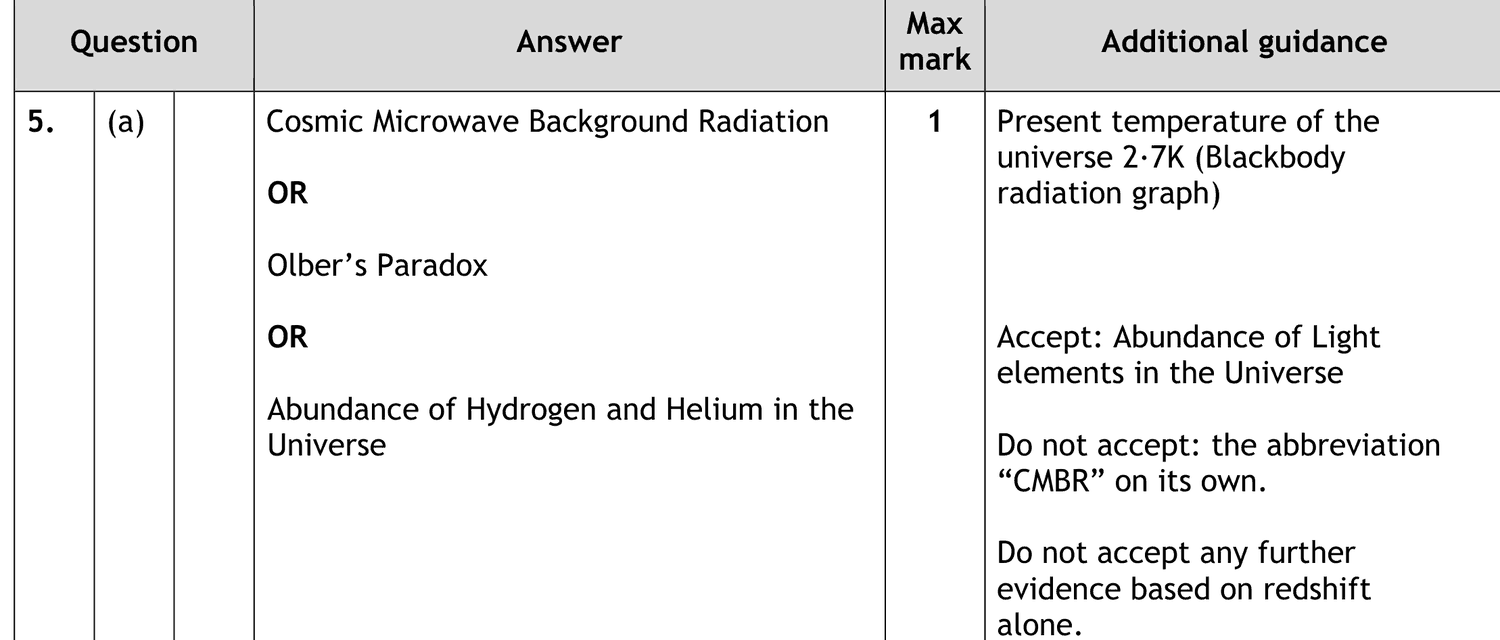 Question Answer Max mark Additional guidance
5. (a) Cosmic Microwave Background Radiation 1 Present temperature of the
universe 2·7K (Blackbody
radiation graph)
OR
Olber’s Paradox
OR
Accept: Abundance of Light
elements in the Universe
Abundance of Hydrogen and Helium in the
Universe
Do not accept: the abbreviation
“CMBR” on its own.
Do not accept any further
evidence based on redshift
alone.